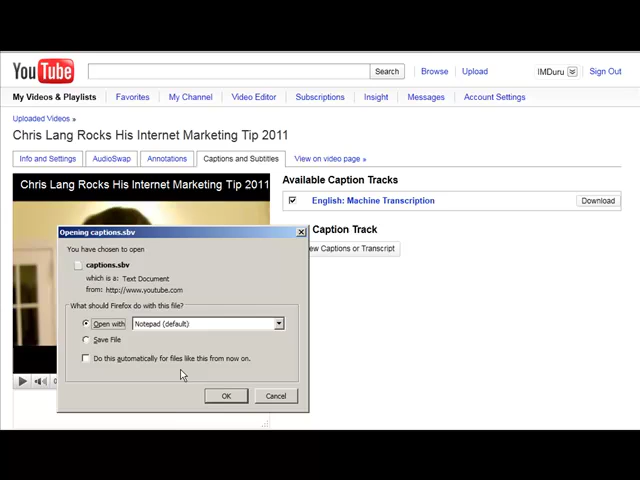 YouTube
Search
Browse
Upload
IMDuru
Sign Out
My Videos & Playlists
Favorites
My Channel
Video Editor
Subscriptions
Insight
Messages
Account Settings
Uploaded Videos »
Chris Lang Rocks His Internet Marketing Tip 2011
Info and Settings
AudioSwap
Annotations
Captions and Subtitles
View on video page »
Chris Lang Rocks His Internet Marketing Tip 2011
Available Caption Tracks
English: Machine Transcription
Download
Caption Track
Captions or Transcript
Opening captions.sbv
You have chosen to open
captions.sbv
which is a: Text Document
from: http://www.youtube.com
What should Firefox do with this file?
Open with
Notepad (default)
Save File
Do this automatically for files like this from now on.
OK
Cancel